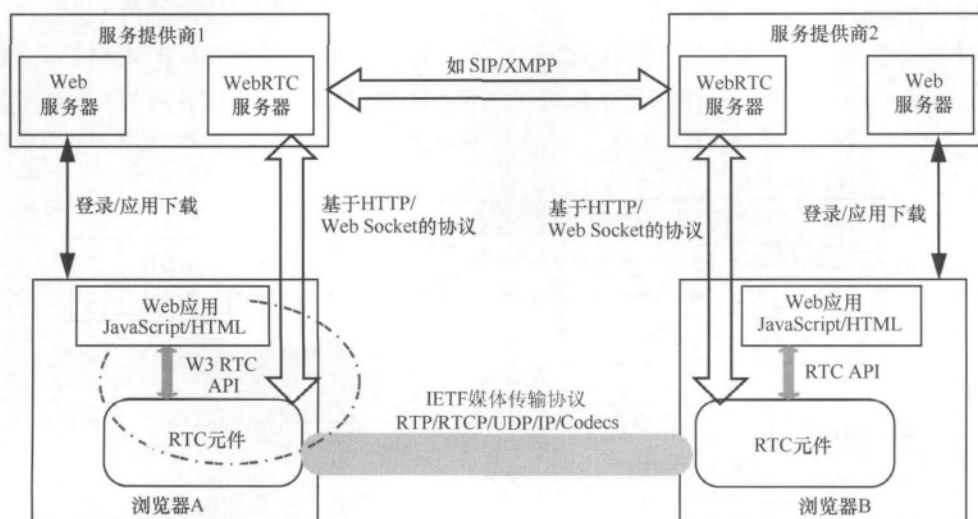 服务提供商1
服务提供商2
Web
服务器
WebRTC
服务器
如 SIP/XMPP
WebRTC
服务器
Web
服务器
登录/应用下载
基于HTTP/
Web Socket的协议
基于HTTP/
Web Socket的协议
登录/应用下载
Web应用
JavaScript/HTML
Web应用
JavaScript/HTML
W3 RTC
API
RTC API
IETF媒体传输协议
RTP/RTCP/UDP/IP/Codecs
RTC元件
RTC元件
浏览器A
浏览器B